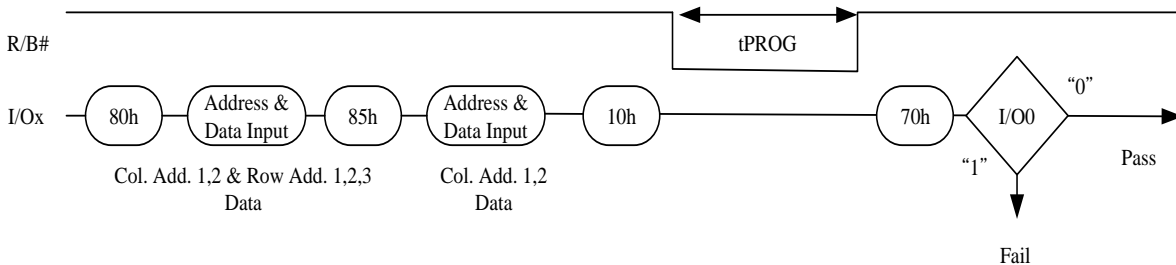 R/B#
tPROG
I/Ox
80h
Address &
Data Input
85h
Address &
Data Input
10h
70h
I/O0
“0”
“1”
Pass
Col. Add. 1,2 & Row Add. 1,2,3
Data
Col. Add. 1,2
Data
Fail